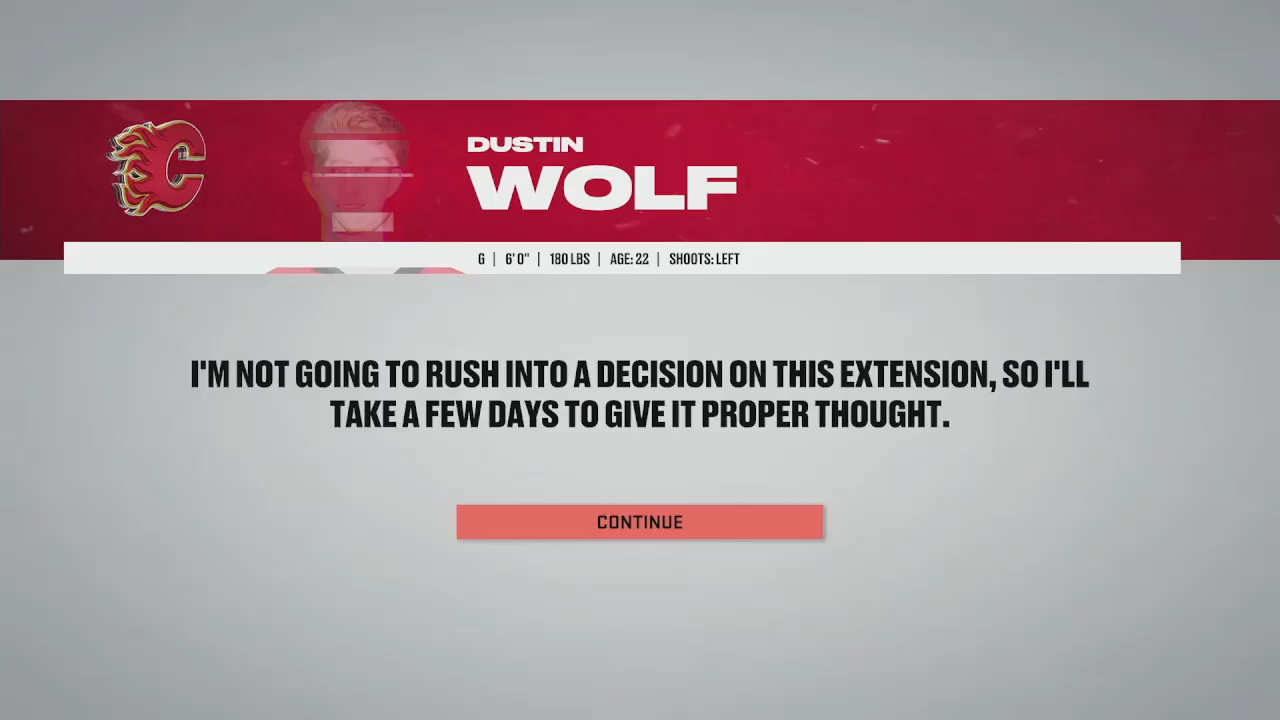 DUSTIN
WOLF
G | 6' 0" | 180 LBS | AGE: 22 | SHOOTS: LEFT
I'M NOT GOING TO RUSH INTO A DECISION ON THIS EXTENSION, SO I'LL
TAKE A FEW DAYS TO GIVE IT PROPER THOUGHT.
CONTINUE